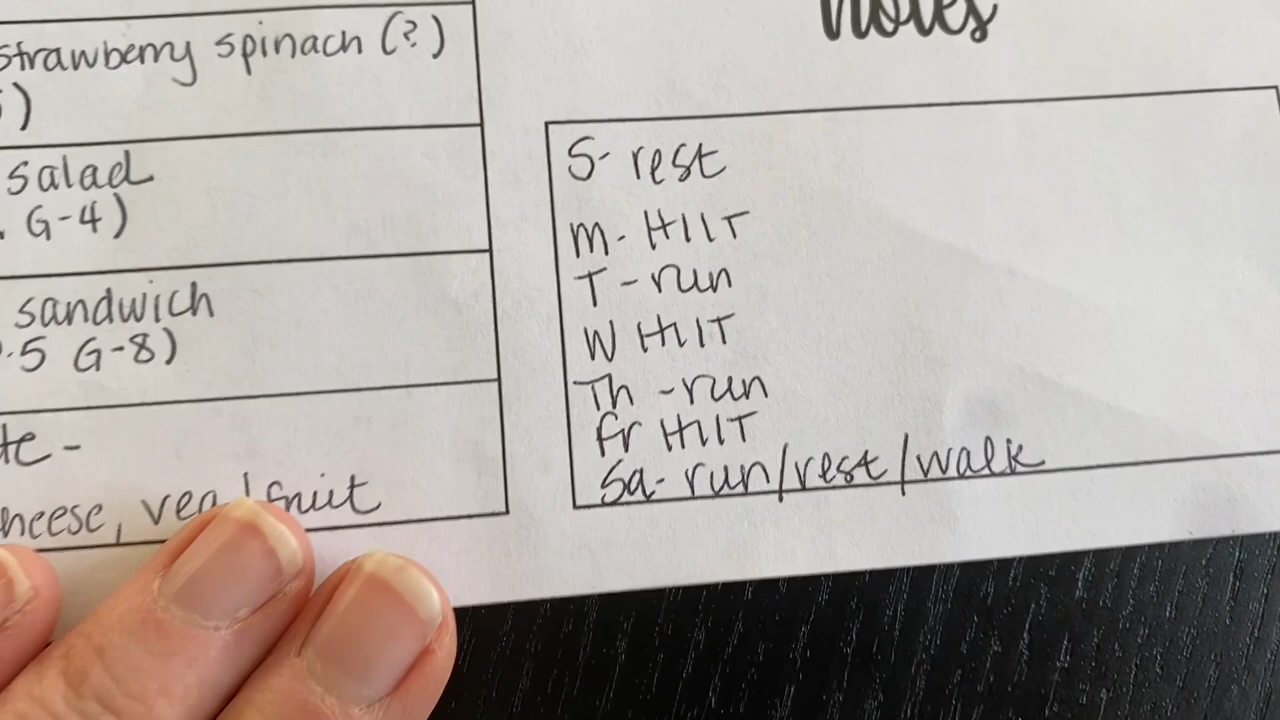 strawberry spinach (?)
)
salad
. G-4)
sandwich
.5 G-8)
te -
heese, veg/fruit
notes
S- rest
M- HIIT
T - run
W HIIT
Th - run
Fr HIIT
Sa- run/rest/walk